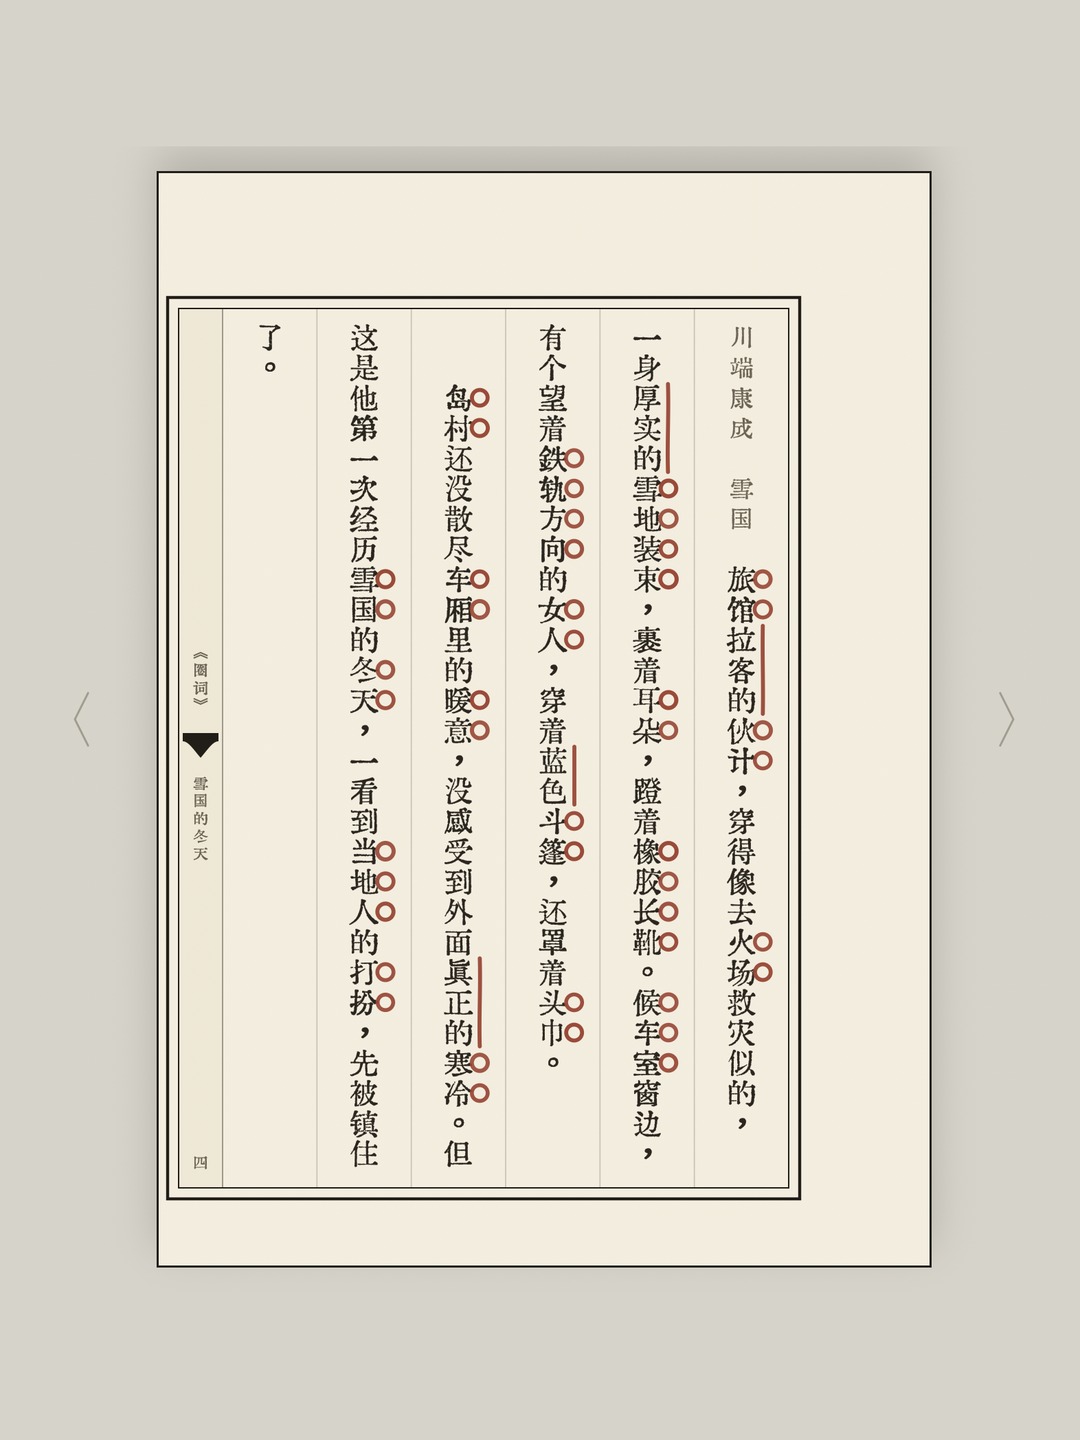 川端康成 雪国 旅馆拉客的伙计，穿得像去火场救灾似的，
一身厚实的雪地装束，裹着耳朵，蹬着橡胶长靴。候车室窗边，
有个望着鉄轨方向的女人，穿着蓝色斗篷，还罩着头巾。
岛村还没散尽车厢里的暖意，没感受到外面真正的寒冷。但
这是他第一次经历雪国的冬天，一看到当地人的打扮，先被镇住
了。
《圈词》
雪国的冬天
四